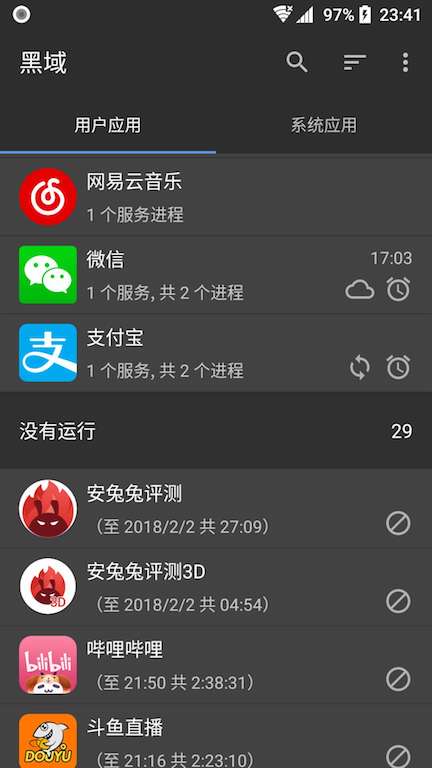 97% 23:41
黑域
用户应用 系统应用
网易云音乐
1 个服务进程
微信 17:03
1 个服务, 共 2 个进程
支付宝
1 个服务, 共 2 个进程
没有运行 29
安兔兔评测
（至 2018/2/2 共 27:09）
安兔兔评测3D
3D
（至 2018/2/2 共 04:54）
哔哩哔哩
bilibili
（至 21:50 共 2:38:31）
斗鱼直播
DOUYU
（至 21:16 共 2:23:10）